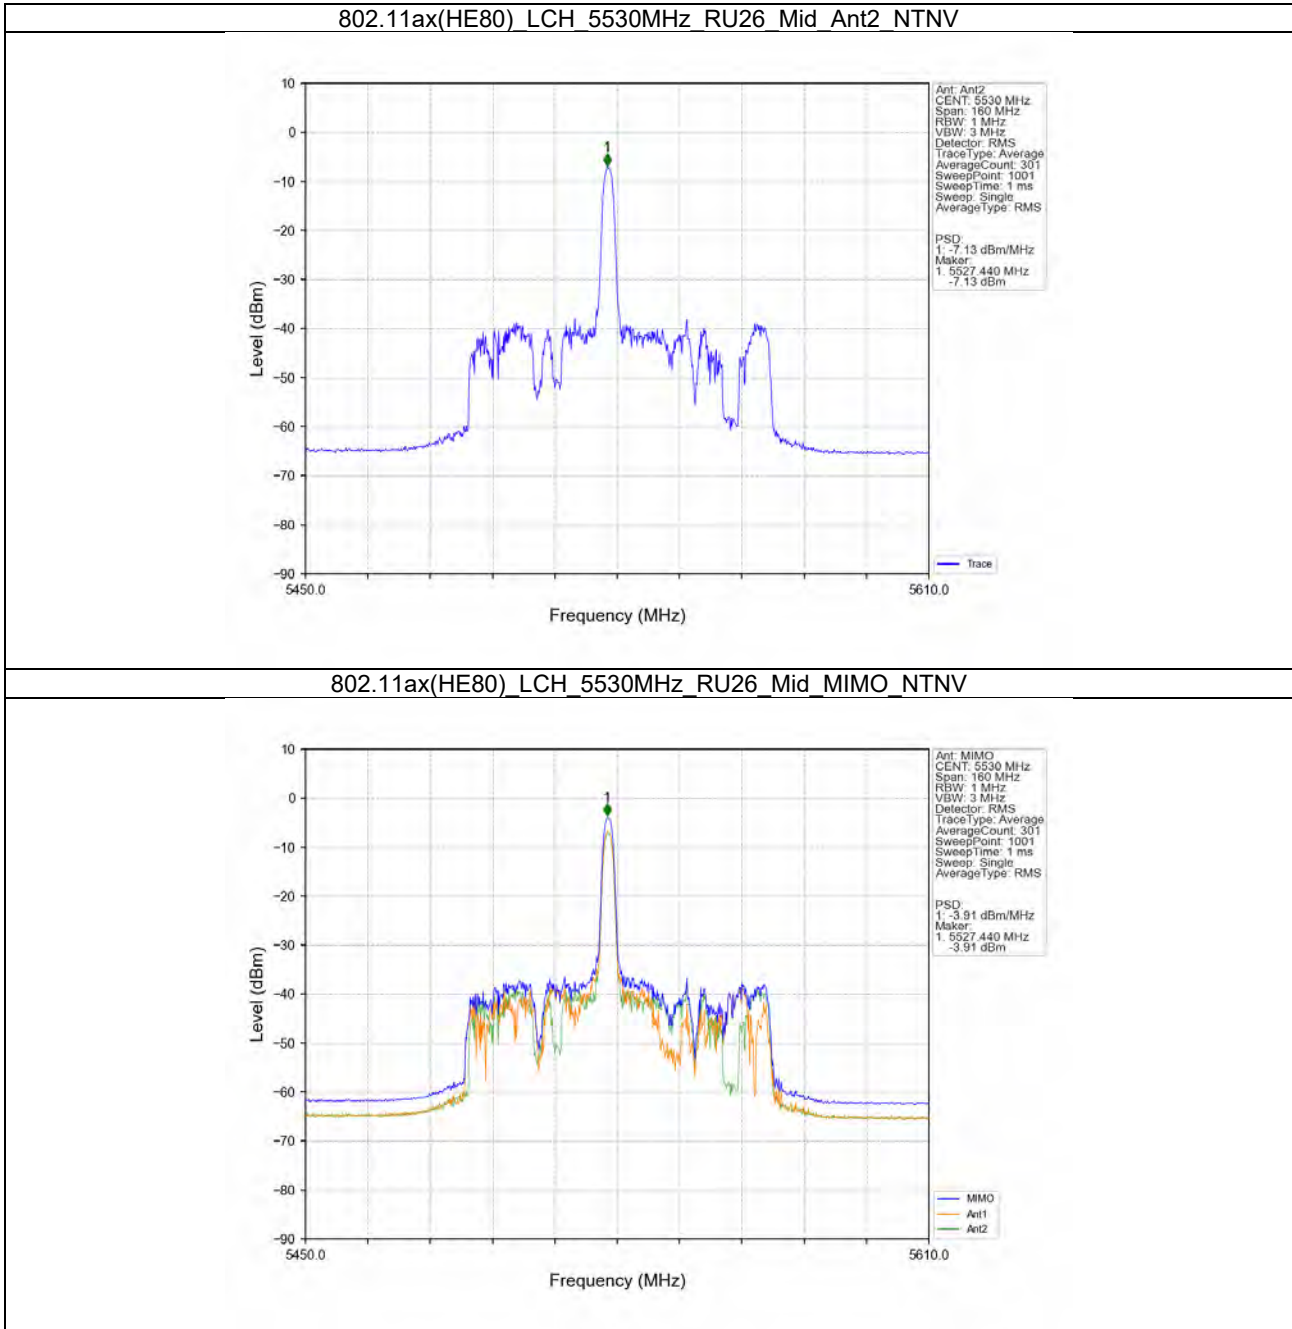 802.11ax(HE80)_LCH_5530MHz_RU26_Mid_Ant2_NTNV
10
0
−10
−20
−30
−40
−50
−60
−70
−80
−90
Level (dBm)
1
5450.0
5610.0
Frequency (MHz)
Ant: Ant2
CENT: 5530 MHz
Span: 160 MHz
RBW: 1 MHz
VBW: 3 MHz
Detector: RMS
TraceType: Average
AverageCount: 301
SweepPoint: 1001
SweepTime: 1 ms
Sweep: Single
AverageType: RMS
PSD:
1: -7.13 dBm/MHz
Maker:
1. 5527.440 MHz
-7.13 dBm
Trace
802.11ax(HE80)_LCH_5530MHz_RU26_Mid_MIMO_NTNV
10
0
−10
−20
−30
−40
−50
−60
−70
−80
−90
Level (dBm)
1
5450.0
5610.0
Frequency (MHz)
Ant: MIMO
CENT: 5530 MHz
Span: 160 MHz
RBW: 1 MHz
VBW: 3 MHz
Detector: RMS
TraceType: Average
AverageCount: 301
SweepPoint: 1001
SweepTime: 1 ms
Sweep: Single
AverageType: RMS
PSD:
1: -3.91 dBm/MHz
Maker:
1. 5527.440 MHz
-3.91 dBm
MIMO
Ant1
Ant2